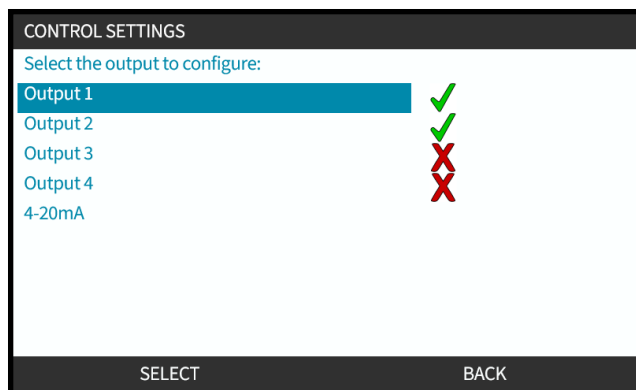 CONTROL SETTINGS
Select the output to configure:
Output 1
Output 2
Output 3
Output 4
4-20mA
SELECT BACK